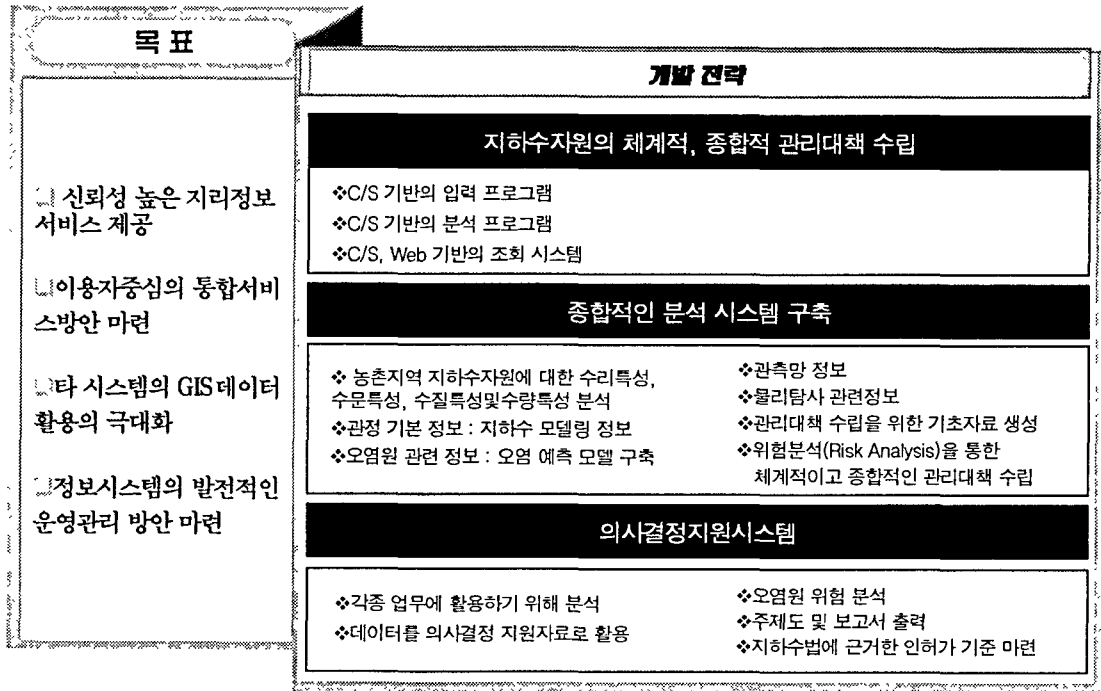 목 표
❏ 신뢰성 높은 지리정보
서비스 제공
❏이용자중심의 통합서비
스방안 마련
❏타 시스템의 GIS데이터
활용의 극대화
❏정보시스템의 발전적인
운영관리 방안 마련
개발 전략
지하수자원의 체계적, 종합적 관리대책 수립
❖C/S 기반의 입력 프로그램
❖C/S 기반의 분석 프로그램
❖C/S, Web 기반의 조회 시스템
종합적인 분석 시스템 구축
❖ 농촌지역 지하수자원에 대한 수리특성,
수문특성, 수질특성및수량특성 분석
❖관정 기본 정보 : 지하수 모델링 정보
❖오염원 관련 정보 : 오염 예측 모델 구축
❖관측망 정보
❖물리탐사 관련정보
❖관리대책 수립을 위한 기초자료 생성
❖위험분석(Risk Analysis)을 통한
체계적이고 종합적인 관리대책 수립
의사결정지원시스템
❖각종 업무에 활용하기 위해 분석
❖데이터를 의사결정 지원자료로 활용
❖오염원 위험 분석
❖주제도 및 보고서 출력
❖지하수법에 근거한 인허가 기준 마련